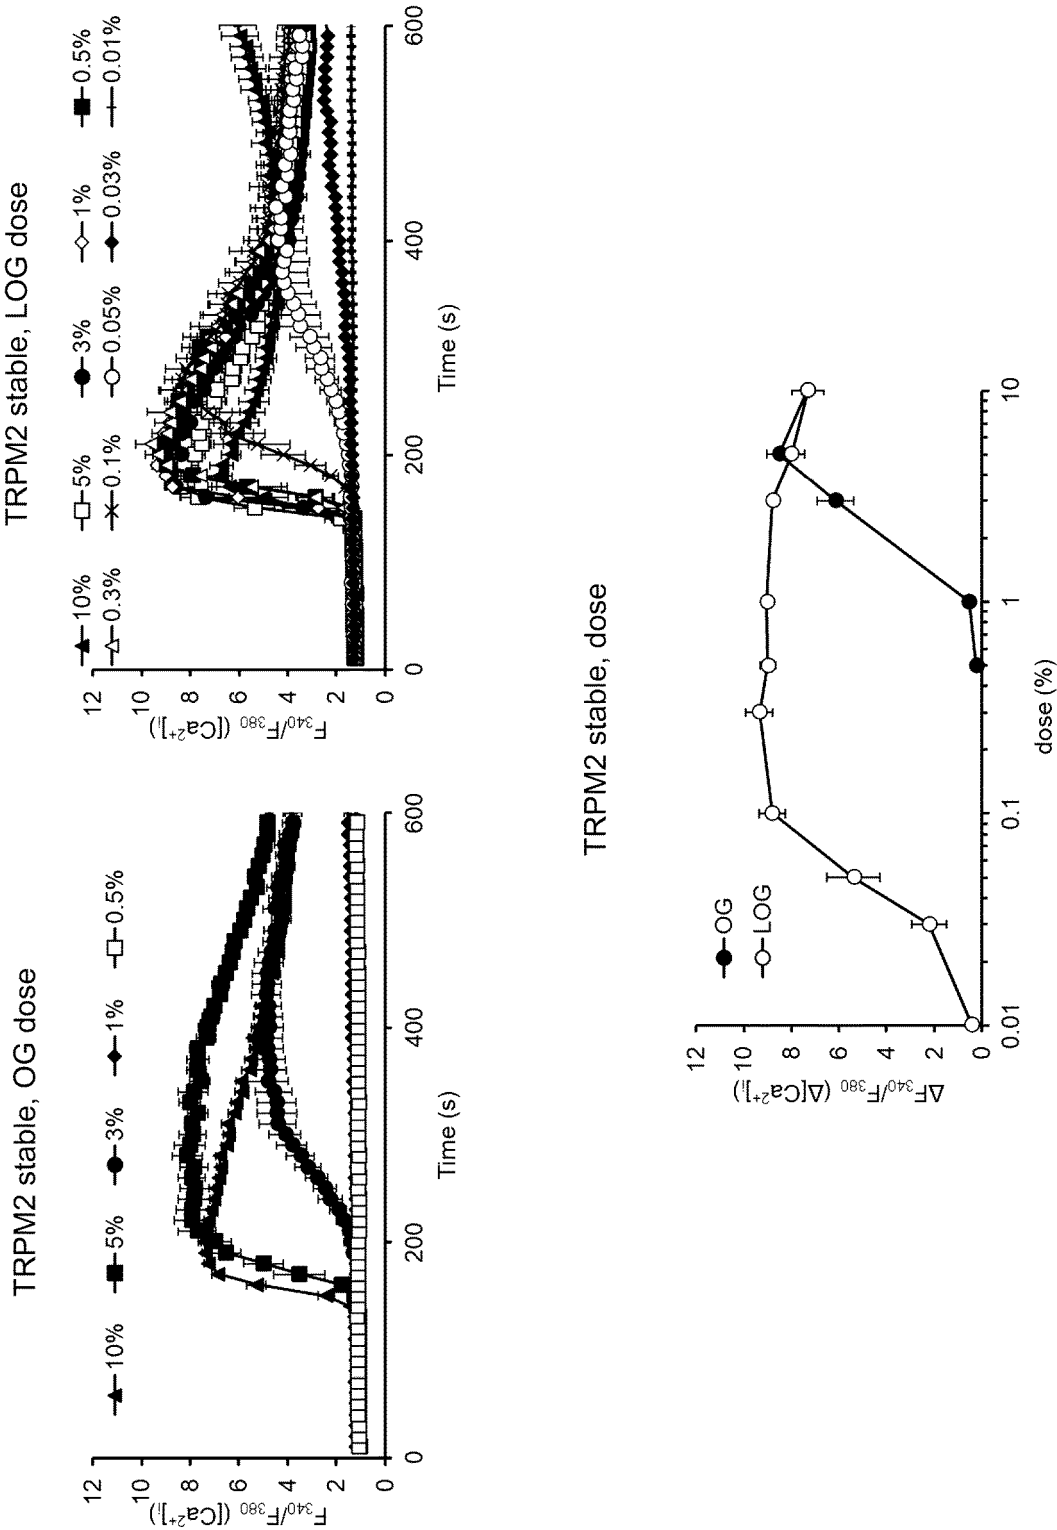 TRPM2 stable, OG dose
10% 5% 3% 1% 0.5%
12
10
8
6
4
2
0
F340/F380 ([Ca2+]i)
0 200 400 600
Time (s)
TRPM2 stable, LOG dose
10% 5% 3% 1% 0.5%
0.3% 0.1% 0.05% 0.03% 0.01%
12
10
8
6
4
2
0
F340/F380 ([Ca2+]i)
0 200 400 600
Time (s)
TRPM2 stable, dose
OG
LOG
12
10
8
6
4
2
0
ΔF340/F380 (Δ[Ca2+]i)
0.01 0.1 1 10
dose (%)